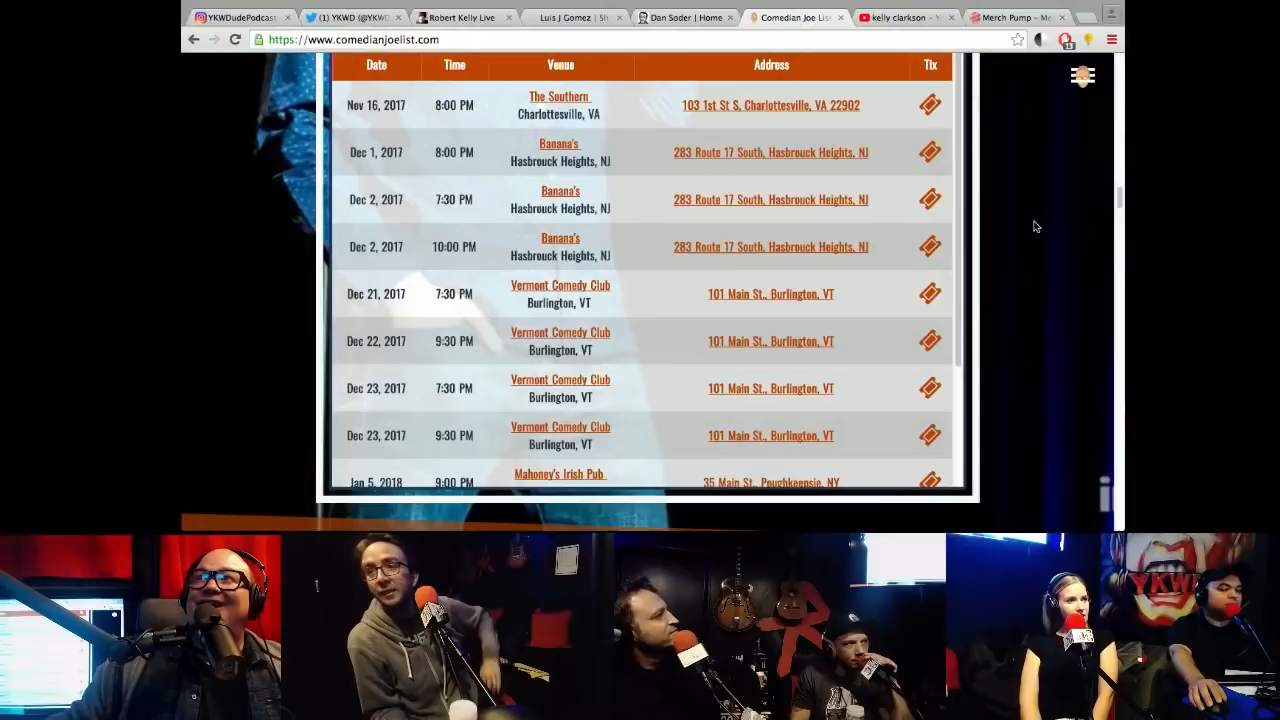 YKWDudePodcast
(1) YKWD (@YKW
Robert Kelly Live
Luis J Gomez | Sh
Dan Soder | Home
Comedian Joe Lis
kelly clarkson - Y
Merch Pump - Me
https://www.comedianjoelist.com
13
Date Time Venue Address Tix
Nov 16, 2017 8:00 PM The Southern 103 1st St S, Charlottesville, VA 22902
Charlottesville, VA
Dec 1, 2017 8:00 PM Banana's 283 Route 17 South, Hasbrouck Heights, NJ
Hasbrouck Heights, NJ
Dec 2, 2017 7:30 PM Banana's 283 Route 17 South, Hasbrouck Heights, NJ
Hasbrouck Heights, NJ
Dec 2, 2017 10:00 PM Banana's 283 Route 17 South, Hasbrouck Heights, NJ
Hasbrouck Heights, NJ
Dec 21, 2017 7:30 PM Vermont Comedy Club 101 Main St., Burlington, VT
Burlington, VT
Dec 22, 2017 9:30 PM Vermont Comedy Club 101 Main St., Burlington, VT
Burlington, VT
Dec 23, 2017 7:30 PM Vermont Comedy Club 101 Main St., Burlington, VT
Burlington, VT
Dec 23, 2017 9:30 PM Vermont Comedy Club 101 Main St., Burlington, VT
Burlington, VT
Jan 5, 2018 9:00 PM Mahoney's Irish Pub 35 Main St, Poughkeepsie, NY
YKWD